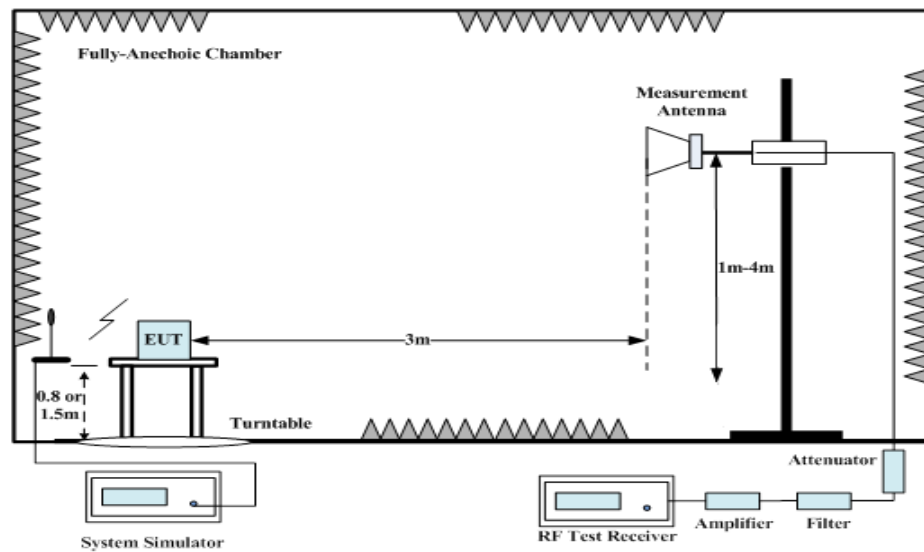 Fully-Anechoic Chamber
Measurement
Antenna
1m-4m
EUT
3m
0.8 or
1.5m
Turntable
Attenuator
System Simulator
RF Test Receiver
Amplifier
Filter